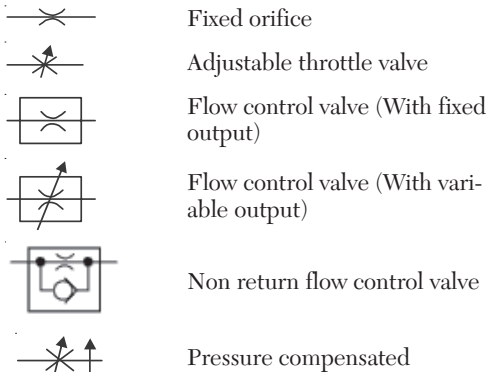 Fixed orifice
Adjustable throttle valve
Flow control valve (With fixed
output)
Flow control valve (With vari-
able output)
Non return flow control valve
Pressure compensated